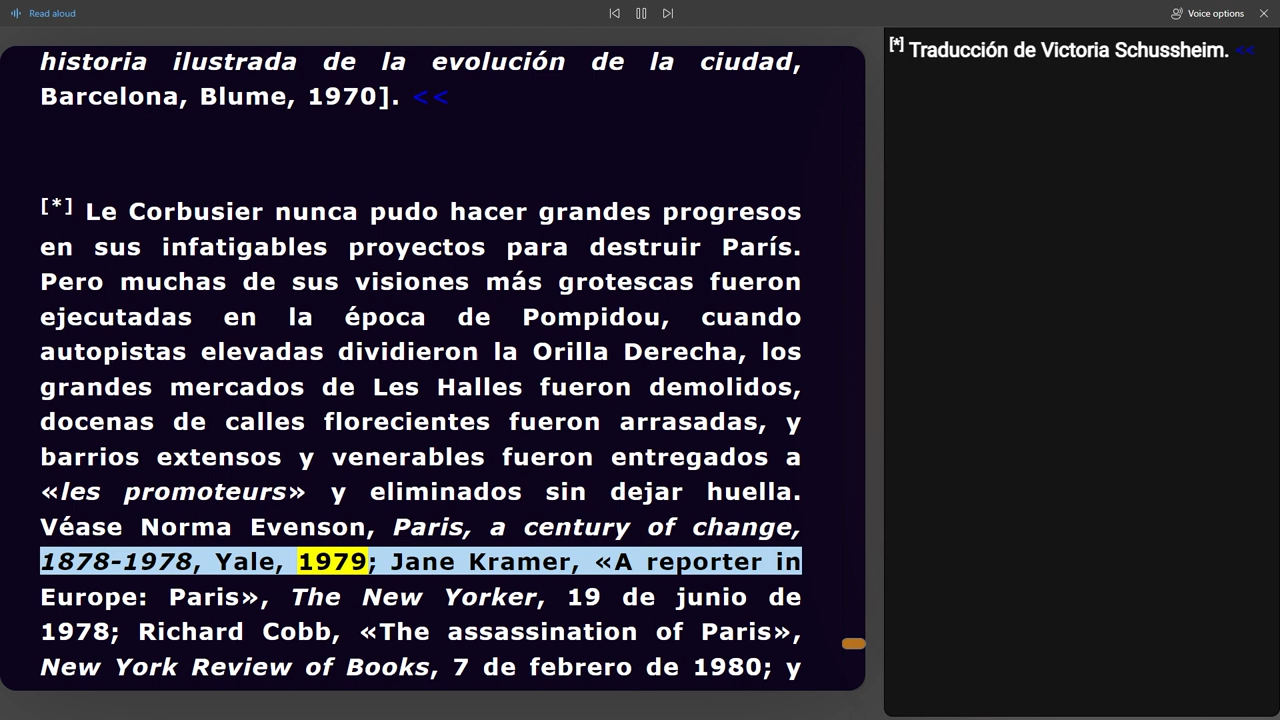 Read aloud
Voice options
historia ilustrada de la evolución de la ciudad,
Barcelona, Blume, 1970]. <<
[*] Le Corbusier nunca pudo hacer grandes progresos
en sus infatigables proyectos para destruir París.
Pero muchas de sus visiones más grotescas fueron
ejecutadas en la época de Pompidou, cuando
autopistas elevadas dividieron la Orilla Derecha, los
grandes mercados de Les Halles fueron demolidos,
docenas de calles florecientes fueron arrasadas, y
barrios extensos y venerables fueron entregados a
«les promoteurs» y eliminados sin dejar huella.
Véase Norma Evenson, Paris, a century of change,
1878-1978, Yale, 1979; Jane Kramer, «A reporter in
Europe: Paris», The New Yorker, 19 de junio de
1978; Richard Cobb, «The assassination of Paris»,
New York Review of Books, 7 de febrero de 1980; y
[*] Traducción de Victoria Schussheim. <<